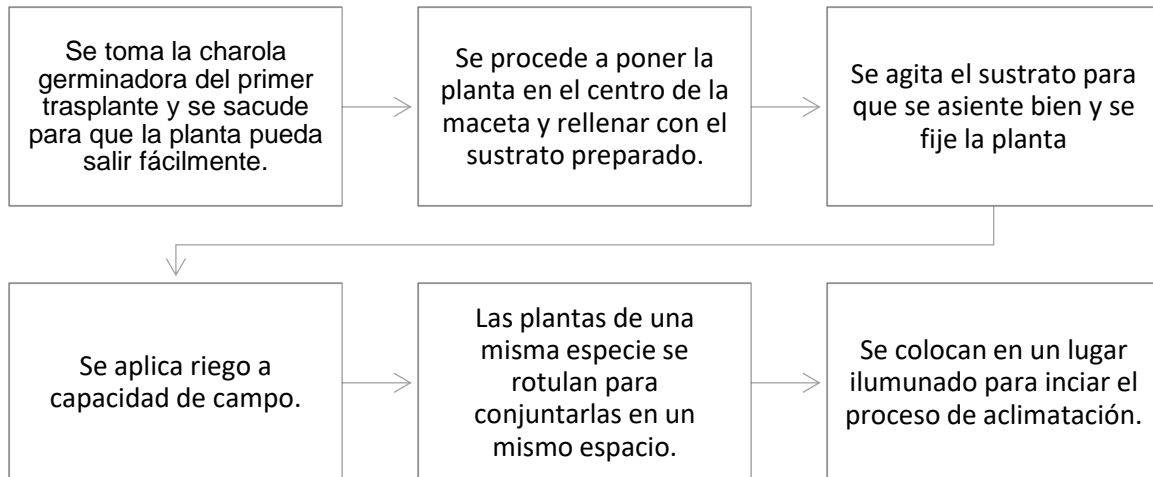 Se toma la charola
germinadora del primer
trasplante y se sacude
para que la planta pueda
salir fácilmente.
Se procede a poner la
planta en el centro de la
maceta y rellenar con el
sustrato preparado.
Se agita el sustrato para
que se asiente bien y se
fije la planta
Se aplica riego a
capacidad de campo.
Las plantas de una
misma especie se
rotulan para
conjuntarlas en un
mismo espacio.
Se colocan en un lugar
ilumunado para inciar el
proceso de aclimatación.